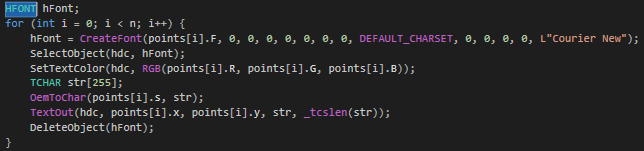 HFONT hFont;
for (int i = 0; i < n; i++) {
    hFont = CreateFont(points[i].F, 0, 0, 0, 0, 0, 0, 0, DEFAULT_CHARSET, 0, 0, 0, 0, L"Courier New");
    SelectObject(hdc, hFont);
    SetTextColor(hdc, RGB(points[i].R, points[i].G, points[i].B));
    TCHAR str[255];
    OemToChar(points[i].s, str);
    TextOut(hdc, points[i].x, points[i].y, str, _tcslen(str));
    DeleteObject(hFont);
}